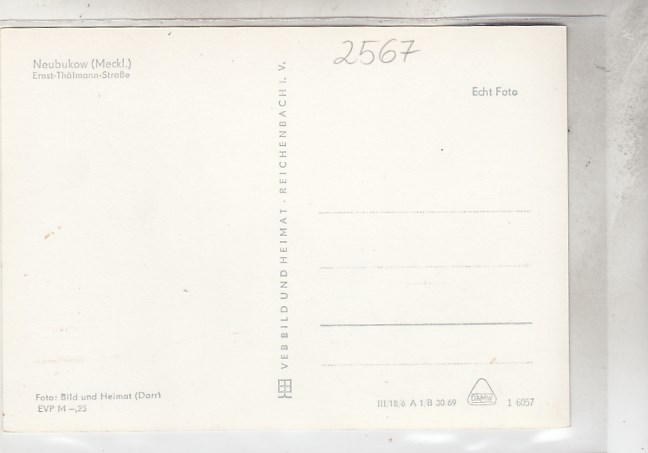 Neubukow (Meckl.)
Ernst-Thälmann-Straße
2567
Echt Foto
VEB BILD UND HEIMAT · REICHENBACH I. V.
Foto: Bild und Heimat (Darr)
EVP M -,25
III/18/6 A 1/B 30 69
1 6057